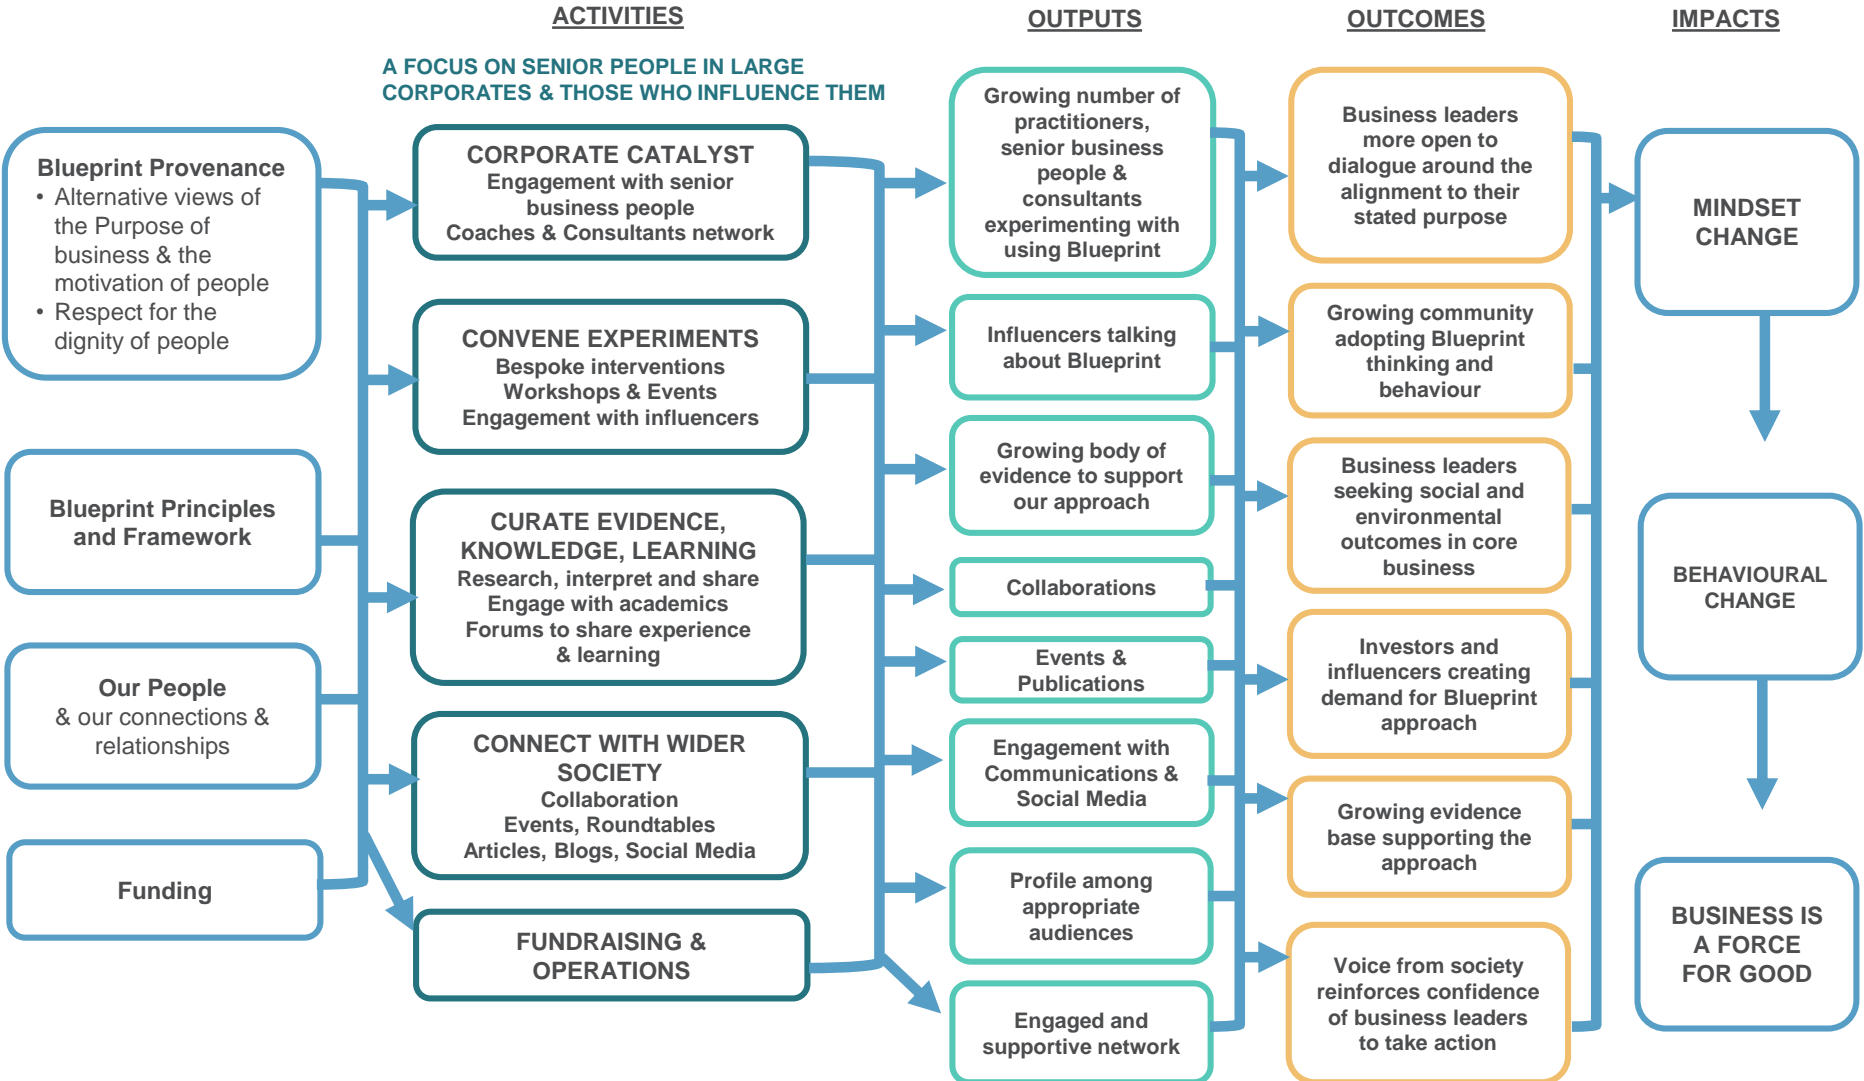 ACTIVITIES
OUTPUTS
OUTCOMES
IMPACTS
A FOCUS ON SENIOR PEOPLE IN LARGE
CORPORATES & THOSE WHO INFLUENCE THEM
Blueprint Provenance
• Alternative views of
the Purpose of
business & the
motivation of people
• Respect for the
dignity of people
Blueprint Principles
and Framework
Our People
& our connections &
relationships
Funding
CORPORATE CATALYST
Engagement with senior
business people
Coaches & Consultants network
CONVENE EXPERIMENTS
Bespoke interventions
Workshops & Events
Engagement with influencers
CURATE EVIDENCE,
KNOWLEDGE, LEARNING
Research, interpret and share
Engage with academics
Forums to share experience
& learning
CONNECT WITH WIDER
SOCIETY
Collaboration
Events, Roundtables
Articles, Blogs, Social Media
FUNDRAISING &
OPERATIONS
Growing number of
practitioners,
senior business
people &
consultants
experimenting with
using Blueprint
Influencers talking
about Blueprint
Growing body of
evidence to support
our approach
Collaborations
Events &
Publications
Engagement with
Communications &
Social Media
Profile among
appropriate
audiences
Engaged and
supportive network
Business leaders
more open to
dialogue around the
alignment to their
stated purpose
Growing community
adopting Blueprint
thinking and
behaviour
Business leaders
seeking social and
environmental
outcomes in core
business
Investors and
influencers creating
demand for Blueprint
approach
Growing evidence
base supporting the
approach
Voice from society
reinforces confidence
of business leaders
to take action
MINDSET
CHANGE
BEHAVIOURAL
CHANGE
BUSINESS IS
A FORCE
FOR GOOD